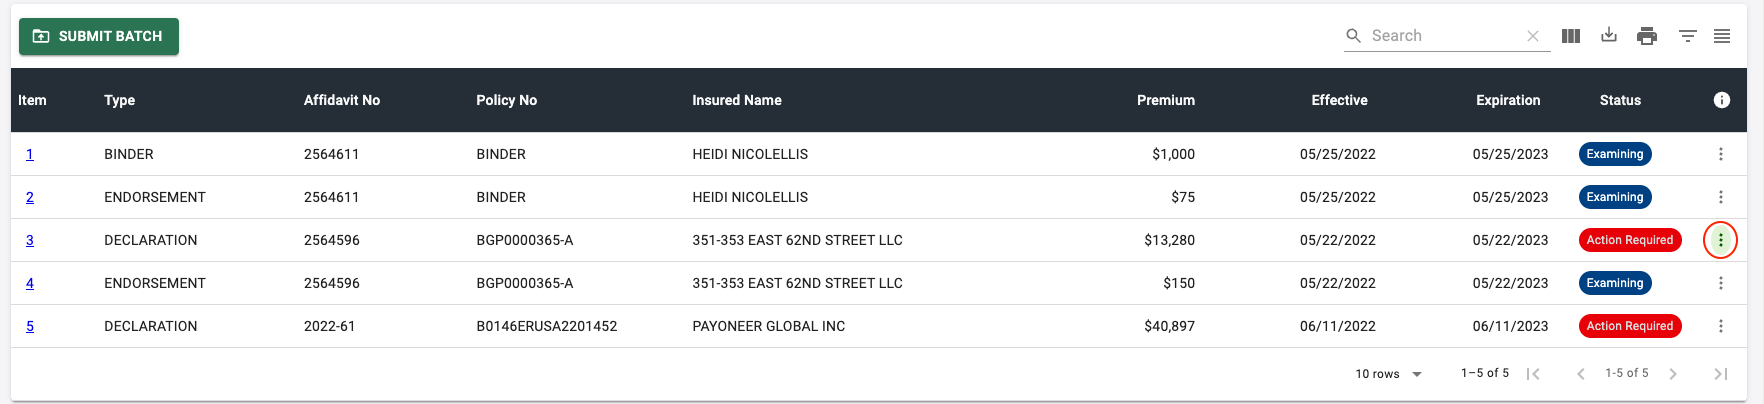 SUBMIT BATCH Search
Item Type Affidavit No Policy No Insured Name Premium Effective Expiration Status
1 BINDER 2564611 BINDER HEIDI NICOLELLIS $1,000 05/25/2022 05/25/2023 Examining
2 ENDORSEMENT 2564611 BINDER HEIDI NICOLELLIS $75 05/25/2022 05/25/2023 Examining
3 DECLARATION 2564596 BGP0000365-A 351-353 EAST 62ND STREET LLC $13,280 05/22/2022 05/22/2023 Action Required
4 ENDORSEMENT 2564596 BGP0000365-A 351-353 EAST 62ND STREET LLC $150 05/22/2022 05/22/2023 Examining
5 DECLARATION 2022-61 B0146ERUSA2201452 PAYONEER GLOBAL INC $40,897 06/11/2022 06/11/2023 Action Required
10 rows 1–5 of 5 1-5 of 5